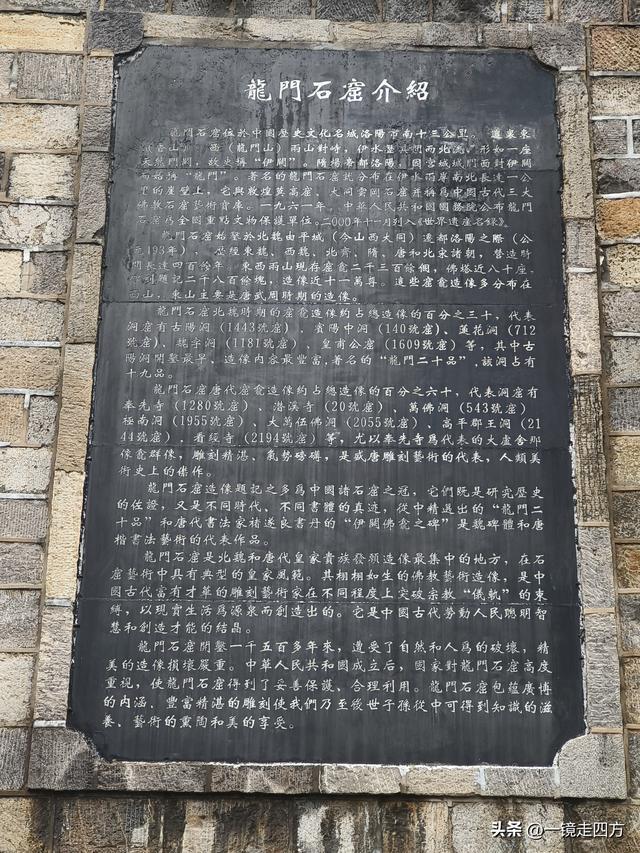 龍門石窟介紹
龍門石窟位於中國歷史文化名城洛陽市南十三公里。這裏東
香山、西(龍門山)兩山對峙,伊水
天然門闕,故史稱“伊闕”。隋煬帝都洛陽,因宮城城門面對伊闕
而始稱“龍門”。著名的龍門石窟就分布在伊水兩岸南北長達一公
里的崖壁上,它與敦煌莫高窟、大同雲岡石窟并稱爲中國古代三大
佛教石窟藝術寶庫。一九六一年,中華人民共和國國務院公布龍門
石窟乃全國重點文物保護單位。二000年十一月列入《世界遺產名錄》。
龍門石窟始鑿於北魏由平城(今山西大同)遷都洛陽之際(公
元493年),歷經東魏、西魏、北齊、隋、唐和北宋諸朝,營造時
間長達四百餘年。東西兩山現存窟龕二千三百餘個,佛塔近八十座,
碑刻題記二千八百餘塊,造像近十一萬尊。這些窟龕造像多分布在
西山,東山主要是唐武周時期的造像。
龍門石窟北魏時期的窟龕造像約占總造像的百分之三十,代表
洞窟有古陽洞(1443號窟)、賓陽中洞(140號窟)、蓮花洞(712
號窟)、魏字洞(1181號窟)、皇甫公窟(1609號窟)等,其中古
陽洞開鑿最早、造像内容最豐富,著名的“龍門二十品”,該洞占有
十九品。
龍門石窟唐代窟龕造像約占總造像的百分之六十,代表洞窟有
奉先寺(1280號窟)、潜溪寺(20號窟)、萬佛洞(543號窟)
極南洞(1955號窟)、大萬伍佛洞(2055號窟)、高平郡王洞(21
44號窟)、看經寺(2194號窟)等,尤以奉先寺爲代表的大盧舍那
像龕群像,雕刻精湛,氣勢磅礡,是盛唐雕刻藝術的代表,人類美
術史上的傑作。
龍門石窟造像題記之多爲中國諸石窟之冠,它們既是研究歷史
的佐證,又是不同時代、不同書體的真迹,從中精選出的“龍門二
十品”和唐代書法家褚遂良書丹的“伊闕佛龕之碑”是魏碑體和唐
楷書法藝術的代表作品。
龍門石窟是北魏和唐代皇家貴族發願造像最集中的地方,在石
窟藝術中具有典型的皇家風範。其栩栩如生的佛教藝術造像,是中
國古代富有才華的雕刻藝術家在不同程度上突破宗教“儀軌”的束
縛,以現實生活爲源泉而創造出的。它是中國古代勞動人民聰明智
慧和創造才能的結晶。
龍門石窟開鑿一千五百多年來,遭受了自然和人爲的破壞,精
美的造像損壞嚴重。中華人民共和國成立后,國家對龍門石窟高度
重視,使龍門石窟得到了妥善保護、合理利用。龍門石窟包蘊廣博
的内涵、豐富精湛的雕刻使我們乃至後世子孫從中可得到知識的滋
養、藝術的熏陶和美的享受。
头条 @一镜走四方